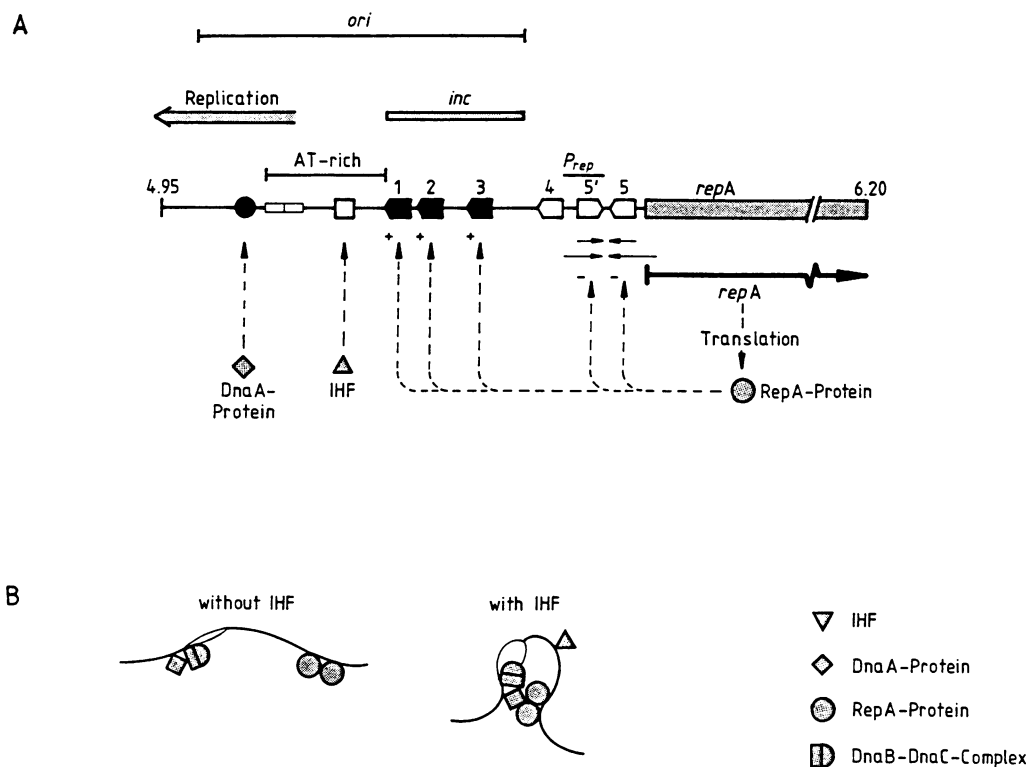 A
ori
Replication
inc
AT-rich
Prep
4.95
1
2
3
4
5'
5
repA
6.20
+
+
+
-
-
repA
Translation
DnaA-
Protein
IHF
RepA-Protein
B
without IHF
with IHF
IHF
DnaA-Protein
RepA-Protein
DnaB-DnaC-Complex